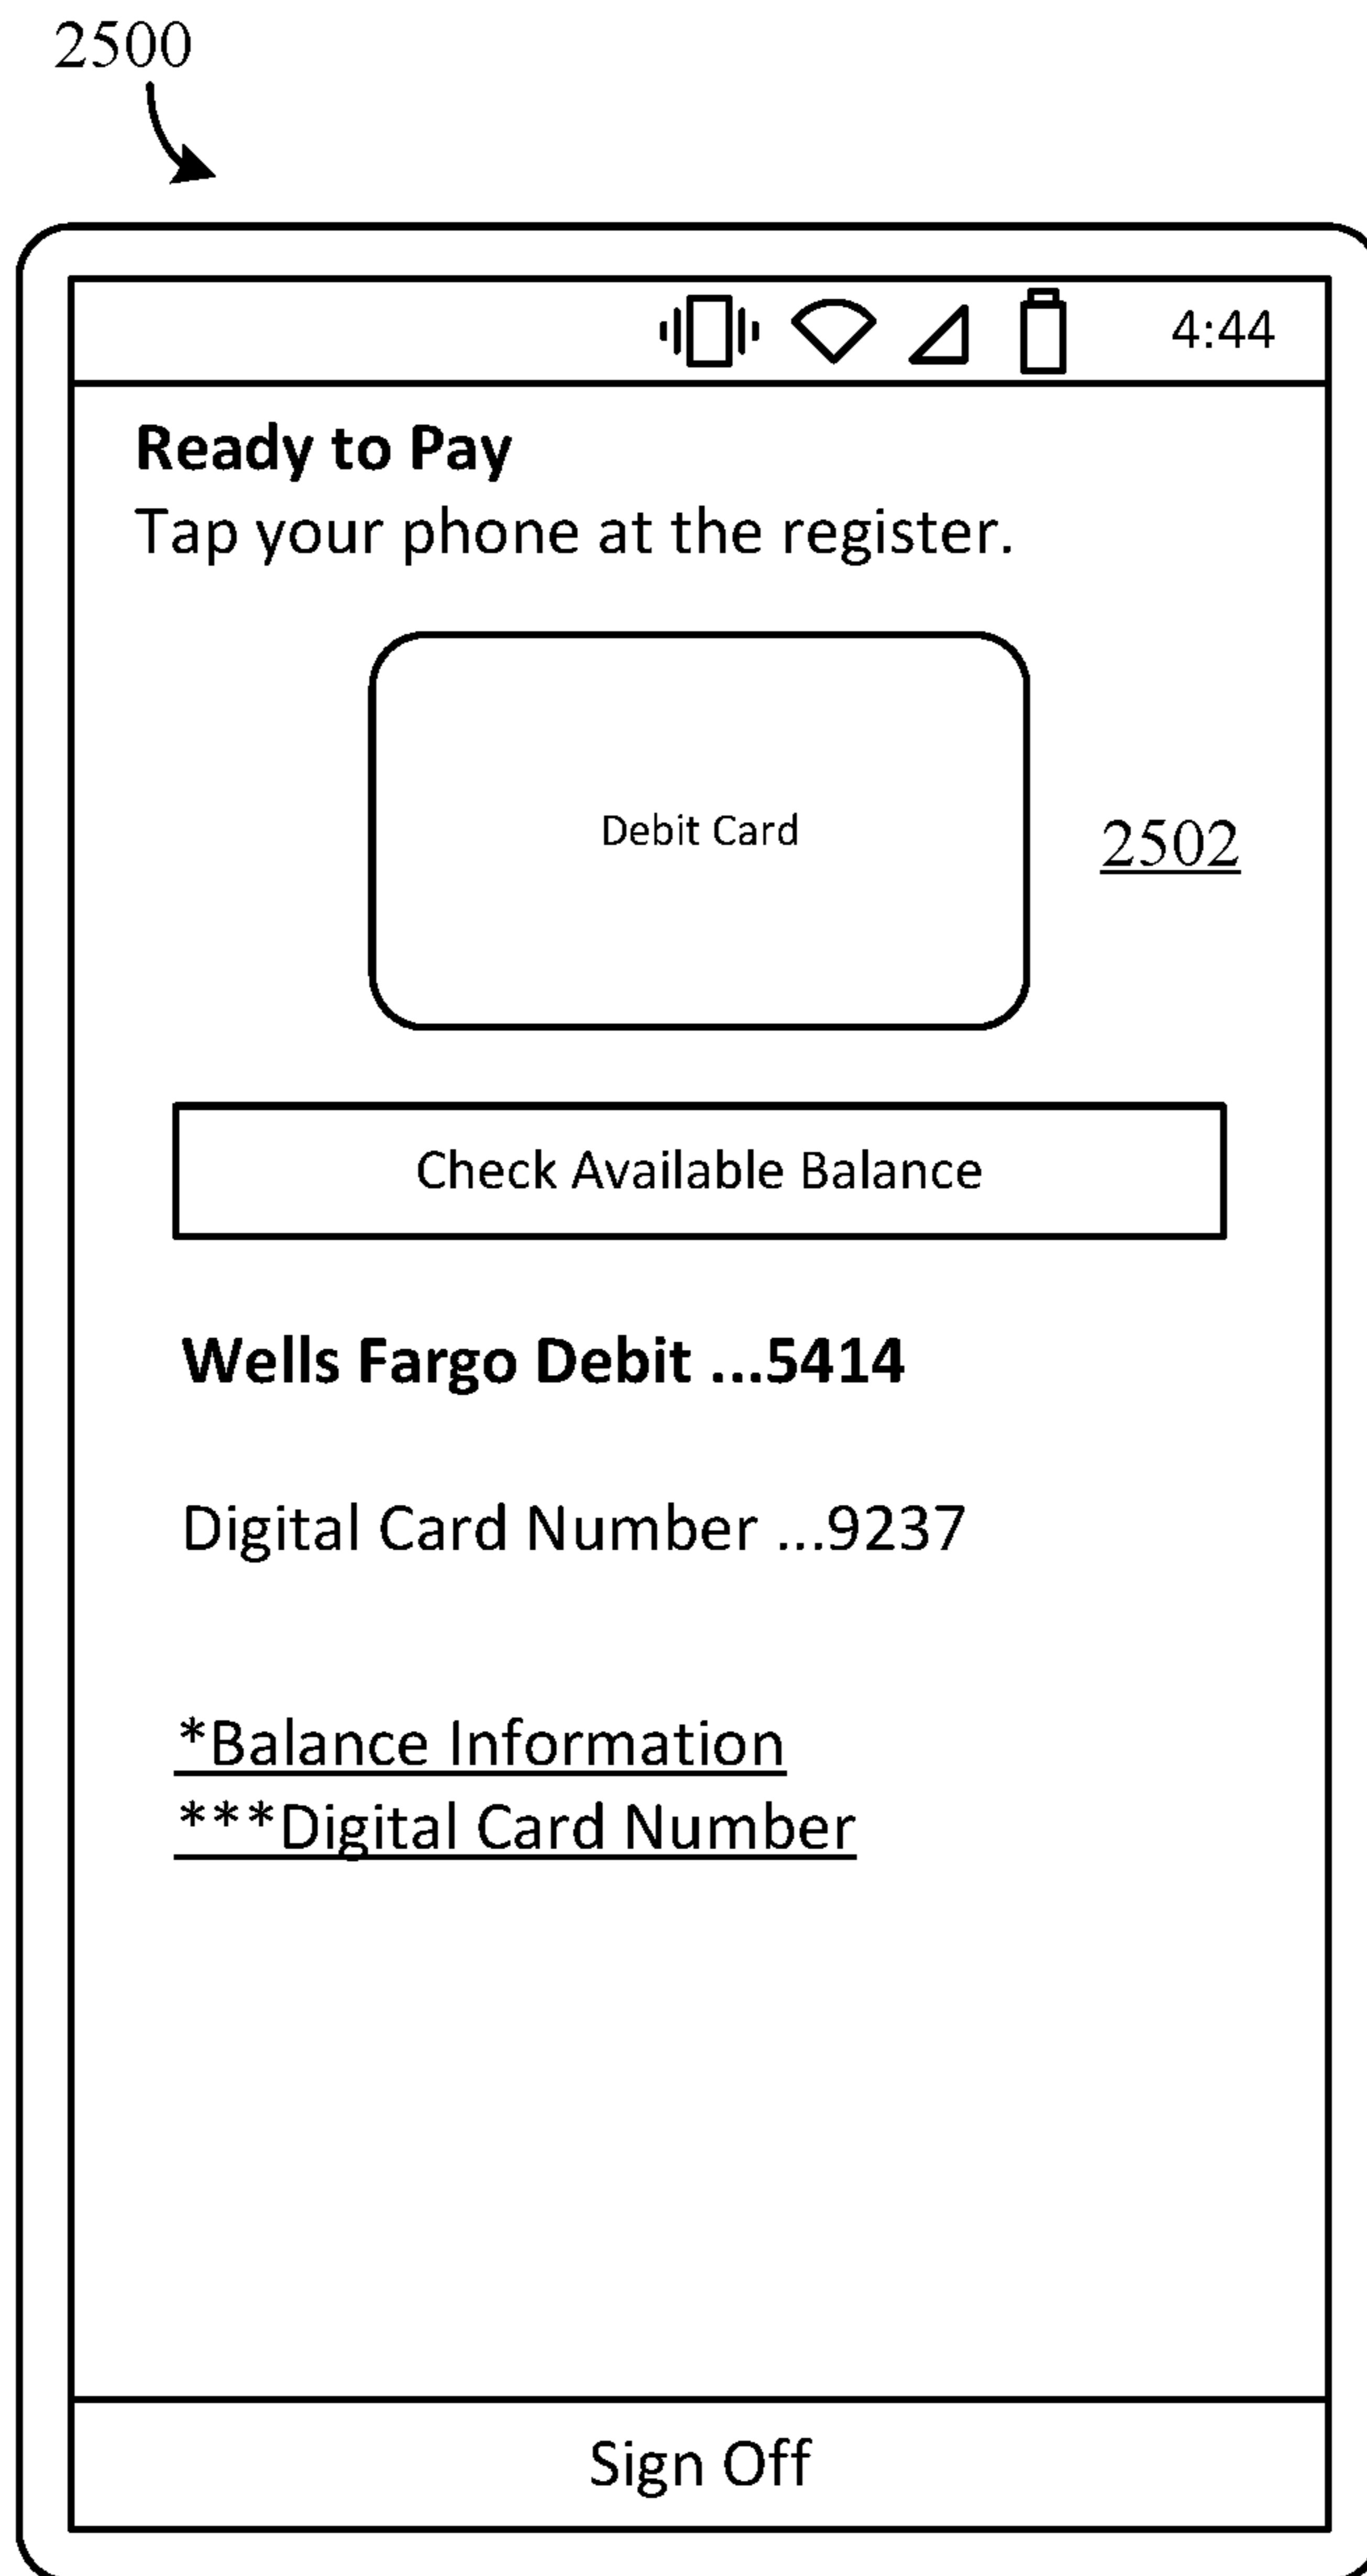 2500
4:44
Ready to Pay
Tap your phone at the register.
Debit Card
2502
Check Available Balance
Wells Fargo Debit ...5414
Digital Card Number ...9237
*Balance Information
***Digital Card Number
Sign Off